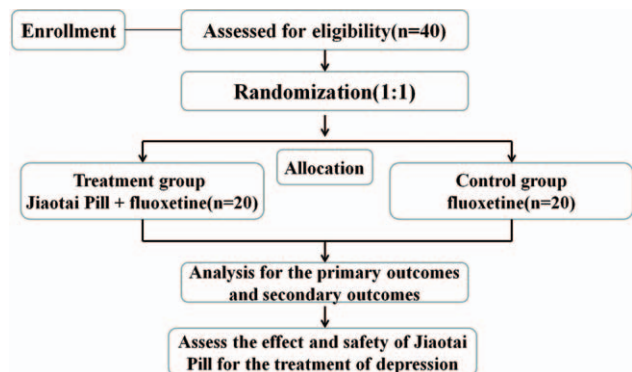 Enrollment
Assessed for eligibility(n=40)
Randomization(1:1)
Allocation
Treatment group
Jiaotai Pill + fluoxetine(n=20)
Control group
fluoxetine(n=20)
Analysis for the primary outcomes
and secondary outcomes
Assess the effect and safety of Jiaotai
Pill for the treatment of depression